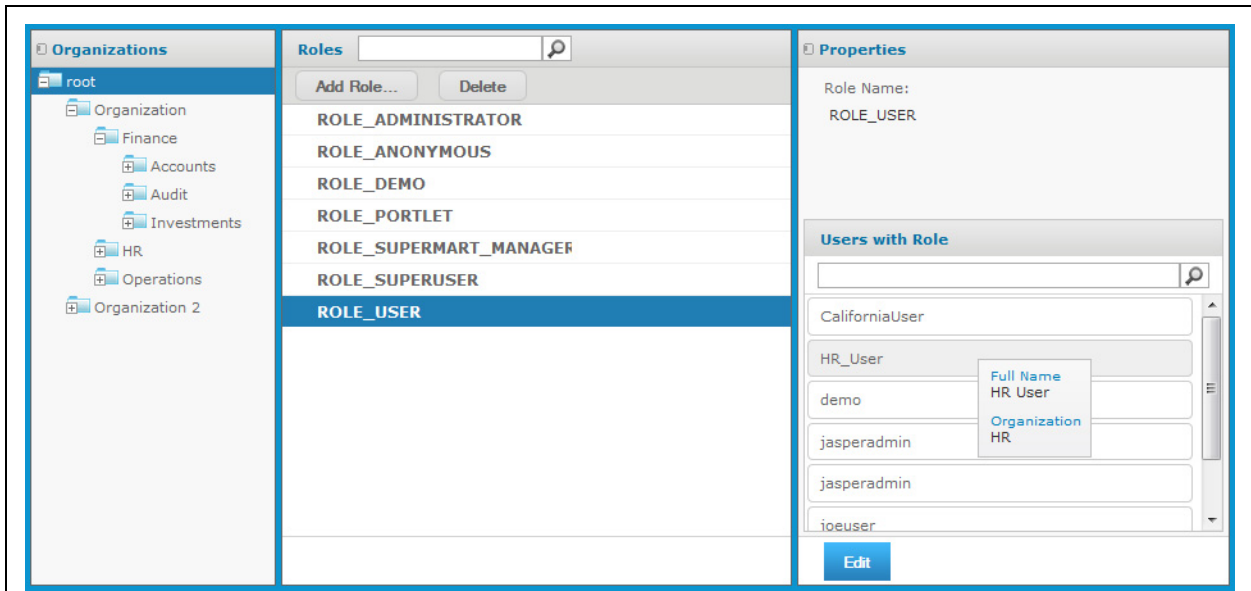 Organizations
root
Organization
Finance
Accounts
Audit
Investments
HR
Operations
Organization 2
Roles
Add Role... Delete
ROLE_ADMINISTRATOR
ROLE_ANONYMOUS
ROLE_DEMO
ROLE_PORTLET
ROLE_SUPERMART_MANAGER
ROLE_SUPERUSER
ROLE_USER
Properties
Role Name:
ROLE_USER
Users with Role
CaliforniaUser
HR_User
Full Name
HR User
Organization
HR
demo
jasperadmin
jasperadmin
joeuser
Edit